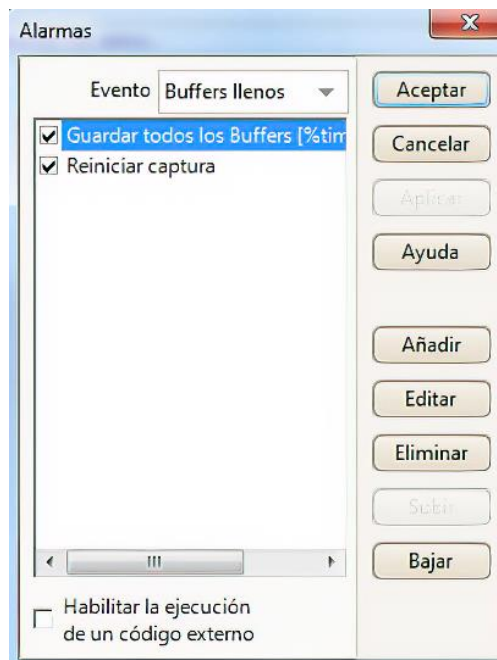 Alarmas
Evento Buffers llenos
Guardar todos los Buffers [%tim
Reiniciar captura
Habilitar la ejecución
de un código externo
Aceptar
Cancelar
Aplicar
Ayuda
Añadir
Editar
Eliminar
Subir
Bajar